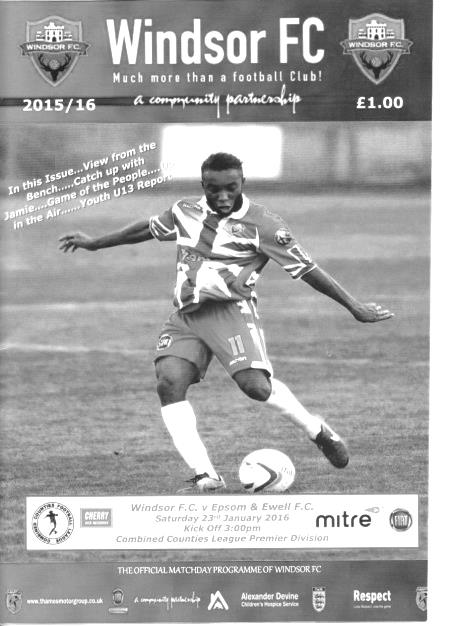 WINDSOR F.C.
Windsor FC
WINDSOR F.C.
Much more than a football Club!
2015/16
a community partnership
£1.00
In this Issue...View from the
Bench.....Catch up with
Jamie....Game of the People....
in the Air......Youth U13 Report
11
COMBINED COUNTIES FOOTBALL LEAGUE
CHERRY
Windsor F.C. v Epsom & Ewell F.C.
Saturday 23rd January 2016
Kick Off 3:00pm
Combined Counties League Premier Division
mitre
FIAT
THE OFFICIAL MATCHDAY PROGRAMME OF WINDSOR FC
www.thamesmotorgroup.co.uk
a community partnership
Alexander Devine
Children's Hospice Service
Respect